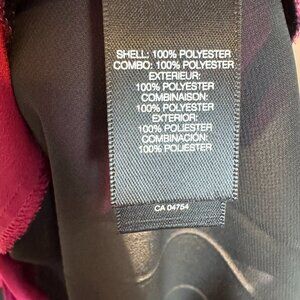 SHELL: 100% POLYESTER
COMBO: 100% POLYESTER
EXTERIEUR:
100% POLYESTER
COMBINAISON:
100% POLYESTER
EXTERIOR:
100% POLIESTER
COMBINACIÓN:
100% POLIESTER
CA 04754